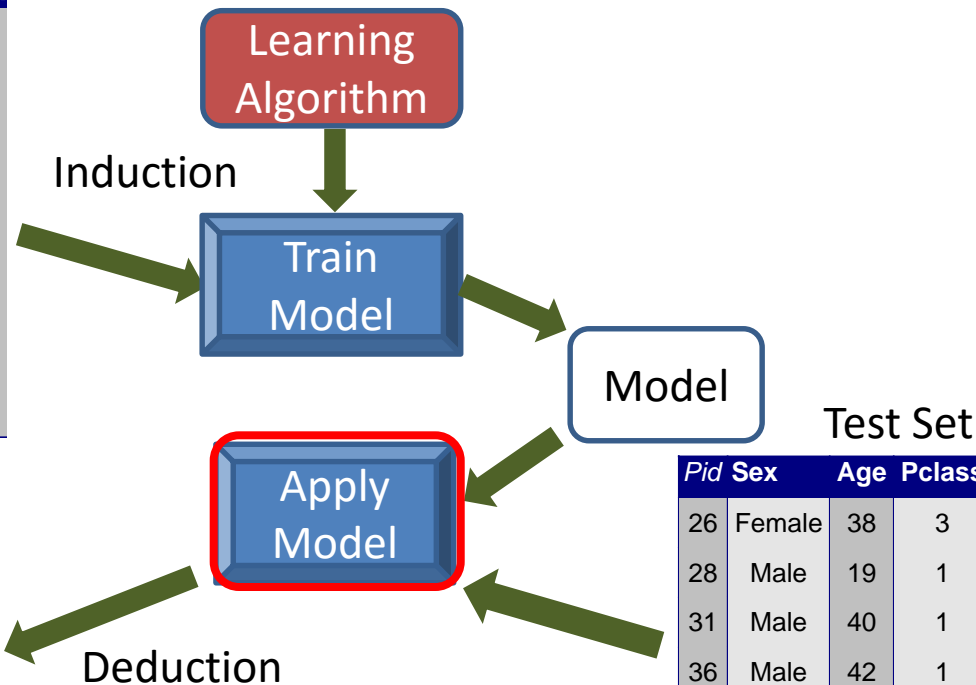 Learning
Algorithm
Induction
Train
Model
Model
Test Set
Pid Sex Age Pclass
26 Female 38 3
28 Male 19 1
31 Male 40 1
36 Male 42 1
Apply
Model
Deduction